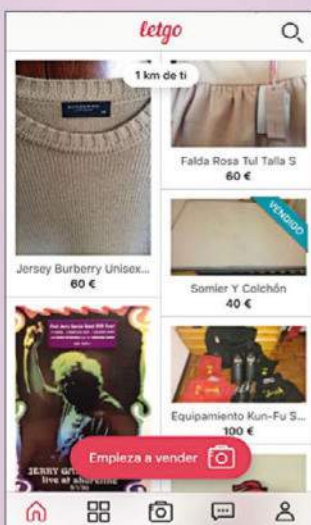 letgo
1 km de ti
BURBERRY
Jersey Burberry Unisex...
60 €
Falda Rosa Tul Talla S
60 €
VENDIDO
Somier Y Colchón
40 €
Equipamiento Kun-Fu S...
100 €
Empieza a vender